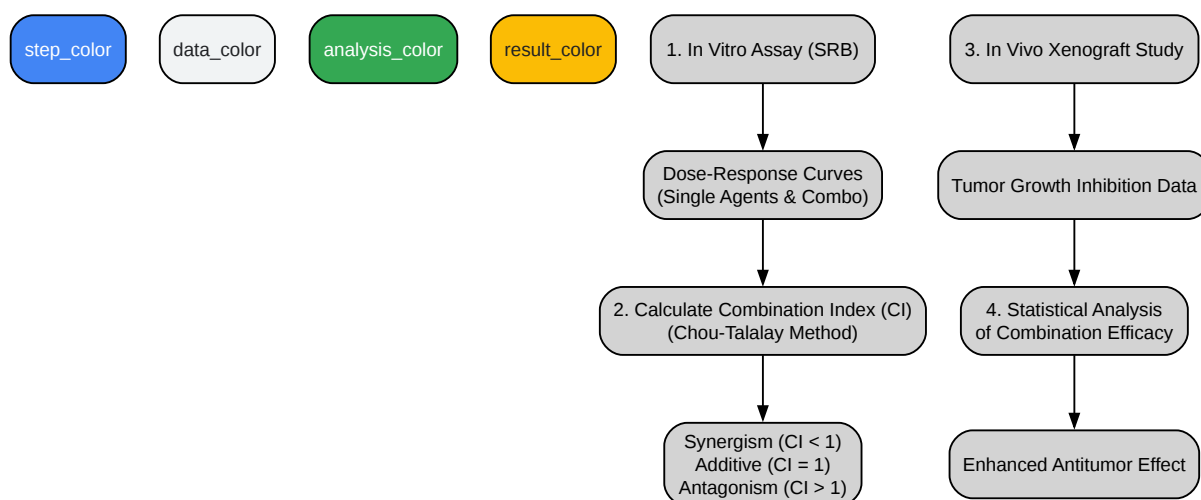 step_color
data_color
analysis_color
result_color
1. In Vitro Assay (SRB)
3. In Vivo Xenograft Study
Dose-Response Curves
(Single Agents & Combo)
Tumor Growth Inhibition Data
2. Calculate Combination Index (CI)
(Chou-Talalay Method)
4. Statistical Analysis
of Combination Efficacy
Synergism (CI < 1)
Additive (CI = 1)
Antagonism (CI > 1)
Enhanced Antitumor Effect